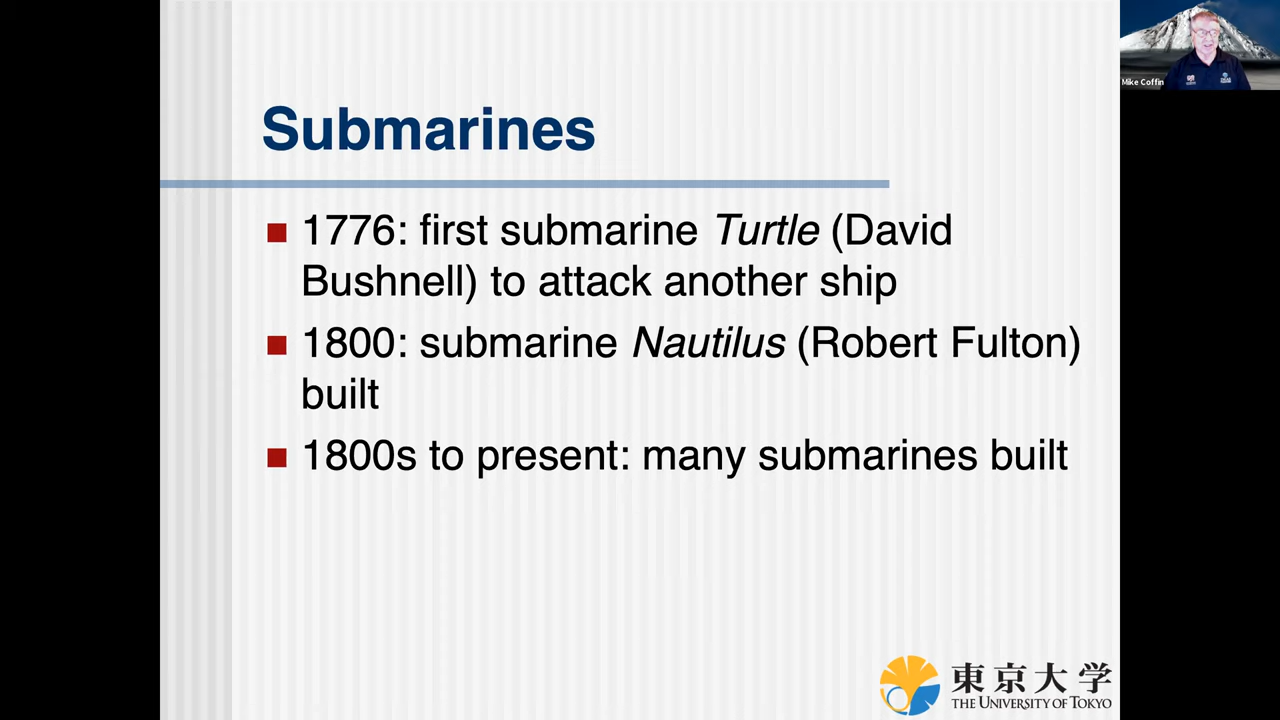 Submarines
1776: first submarine Turtle (David
Bushnell) to attack another ship
1800: submarine Nautilus (Robert Fulton)
built
1800s to present: many submarines built
Mike Coffin
東京大学
THE UNIVERSITY OF TOKYO